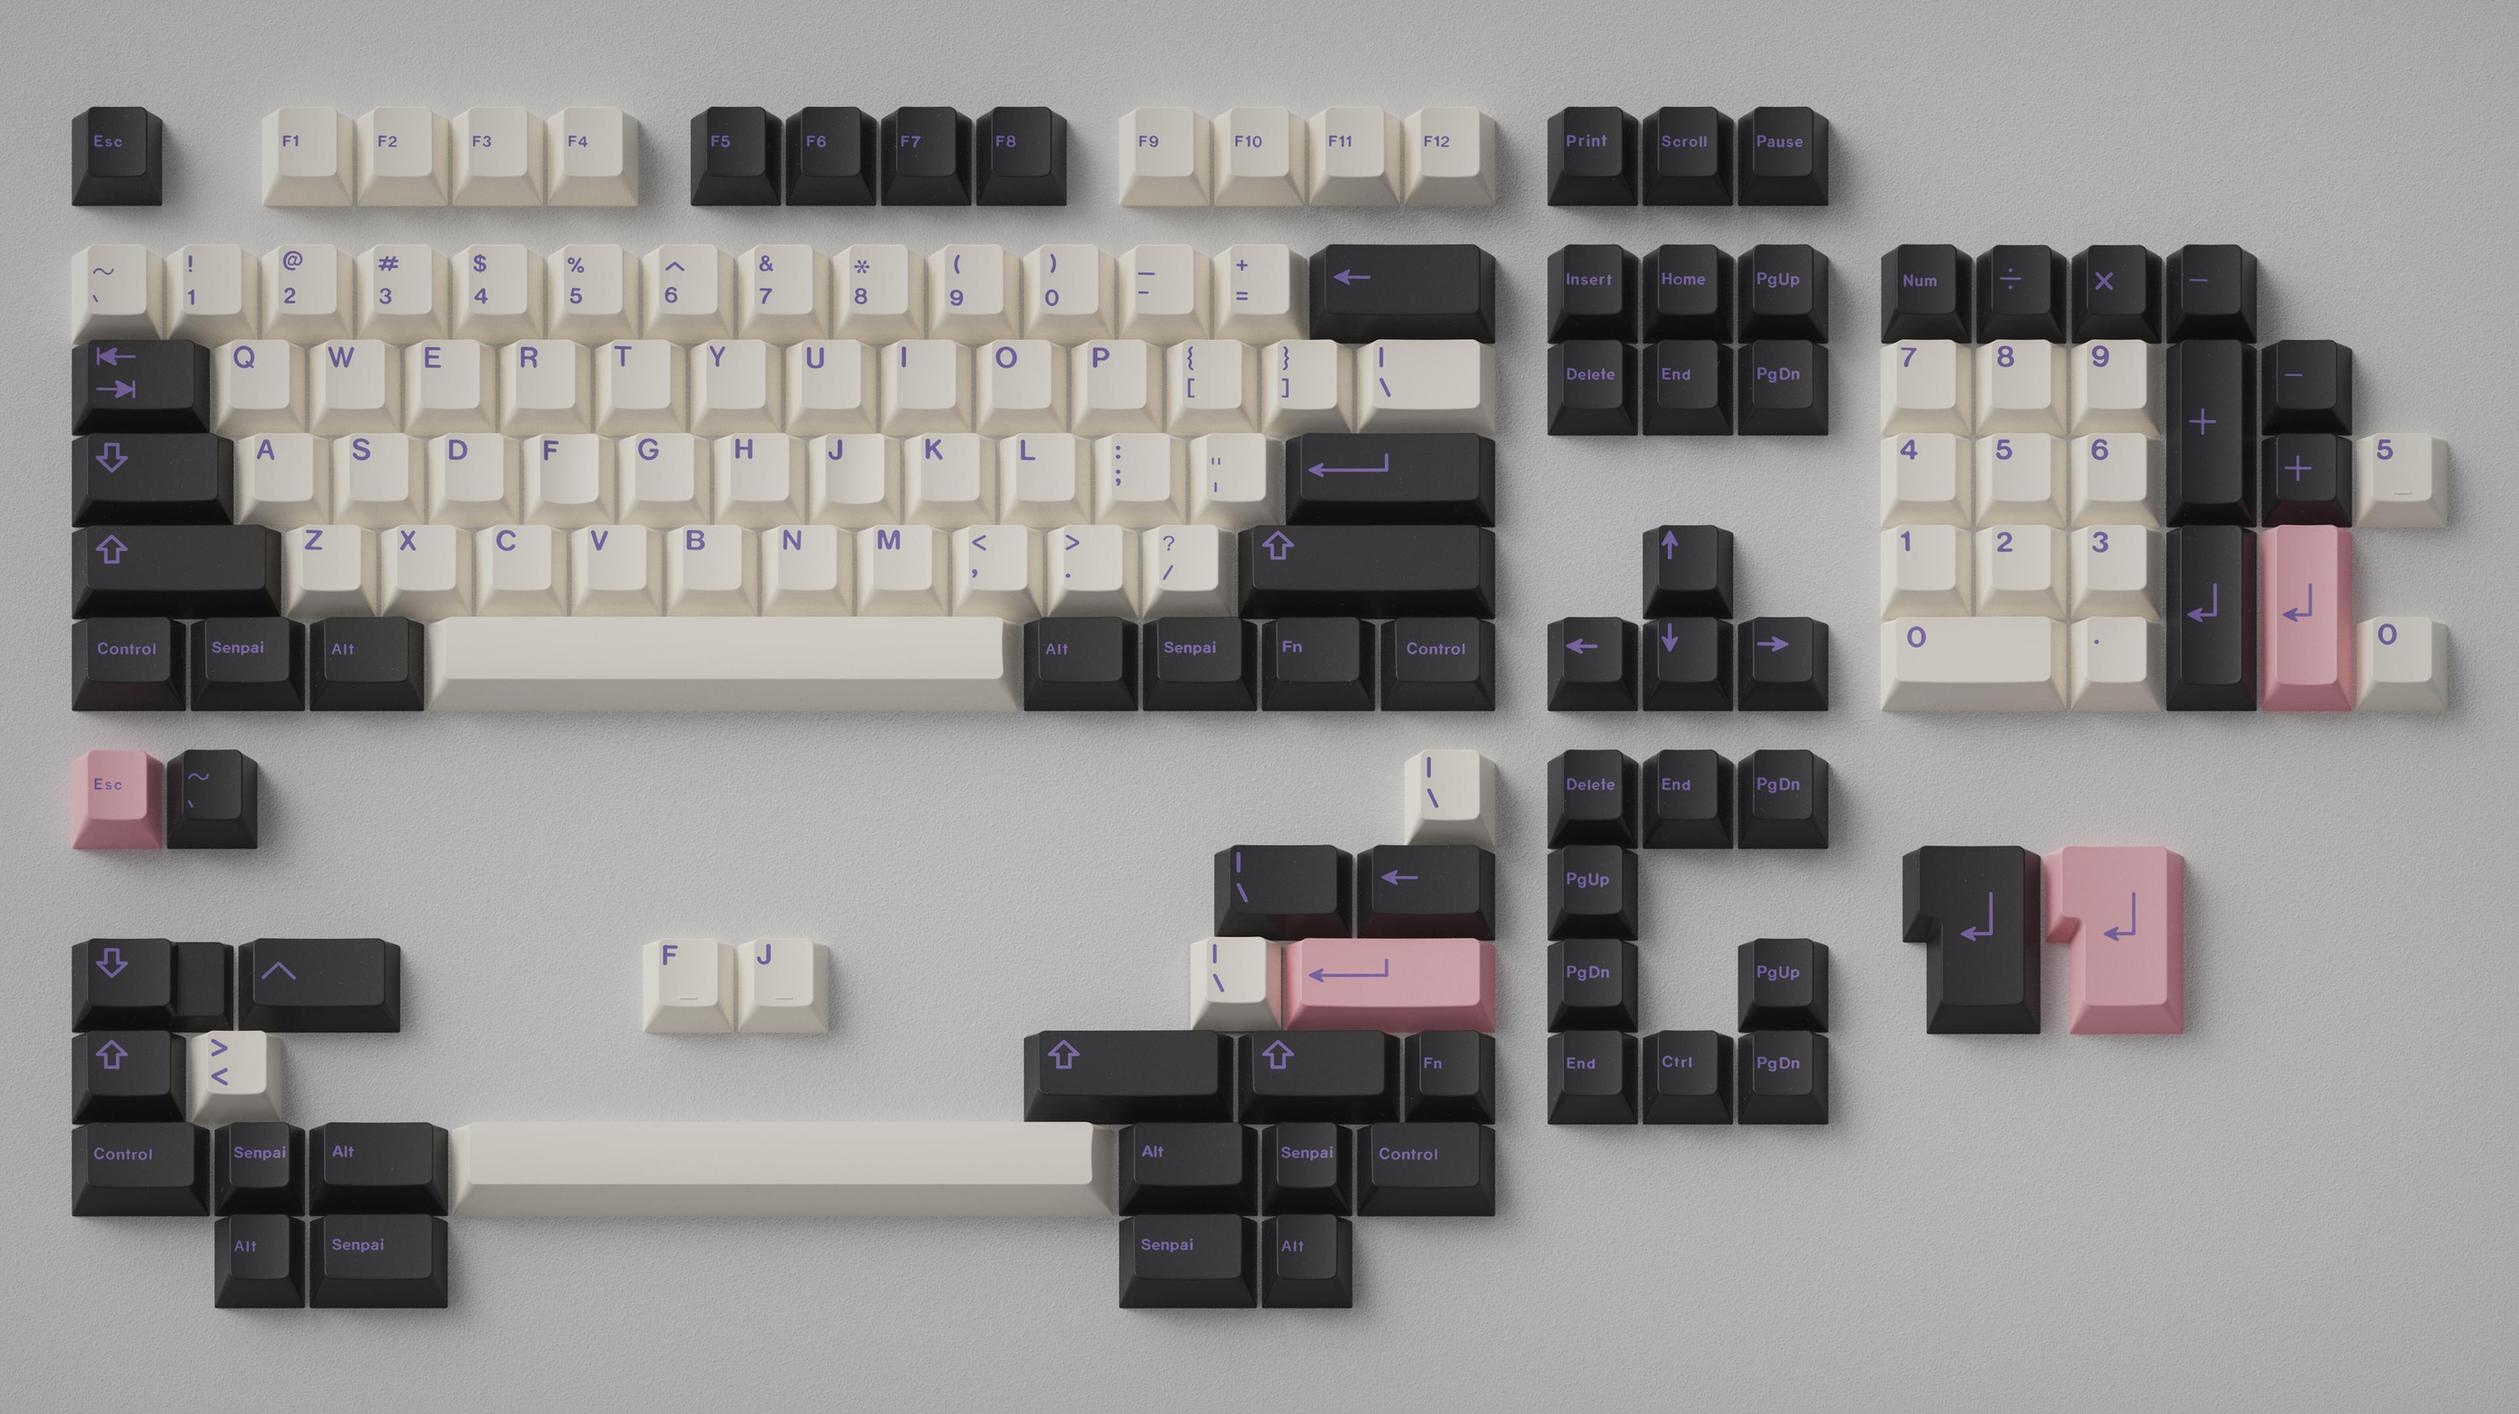 Esc F1 F2 F3 F4 F5 F6 F7 F8 F9 F10 F11 F12 Print Scroll Pause
~ ! @ # $ % ^ & * ( ) _ + ←
` 1 2 3 4 5 6 7 8 9 0 - = Insert Home PgUp Num ÷ × −
⇤ Q W E R T Y U I O P { } | 7 8 9
⇥ [ ] \ Delete End PgDn + −
⇩ A S D F G H J K L : " ↵ 4 5 6 + 5
; '
⇧ Z X C V B N M < > ? ⇧ ↑ 1 2 3 ↵ ↵
, . /
Control Senpai Alt Alt Senpai Fn Control ← ↓ → 0 . 0
Esc ~ | Delete End PgDn
` \
| ← PgUp ↵ ↵
\
⇩ ^ F J | ↵ PgDn PgUp
\
⇧ > ⇧ ⇧ Fn End Ctrl PgDn
<
Control Senpai Alt Alt Senpai Control
Alt Senpai Senpai Alt